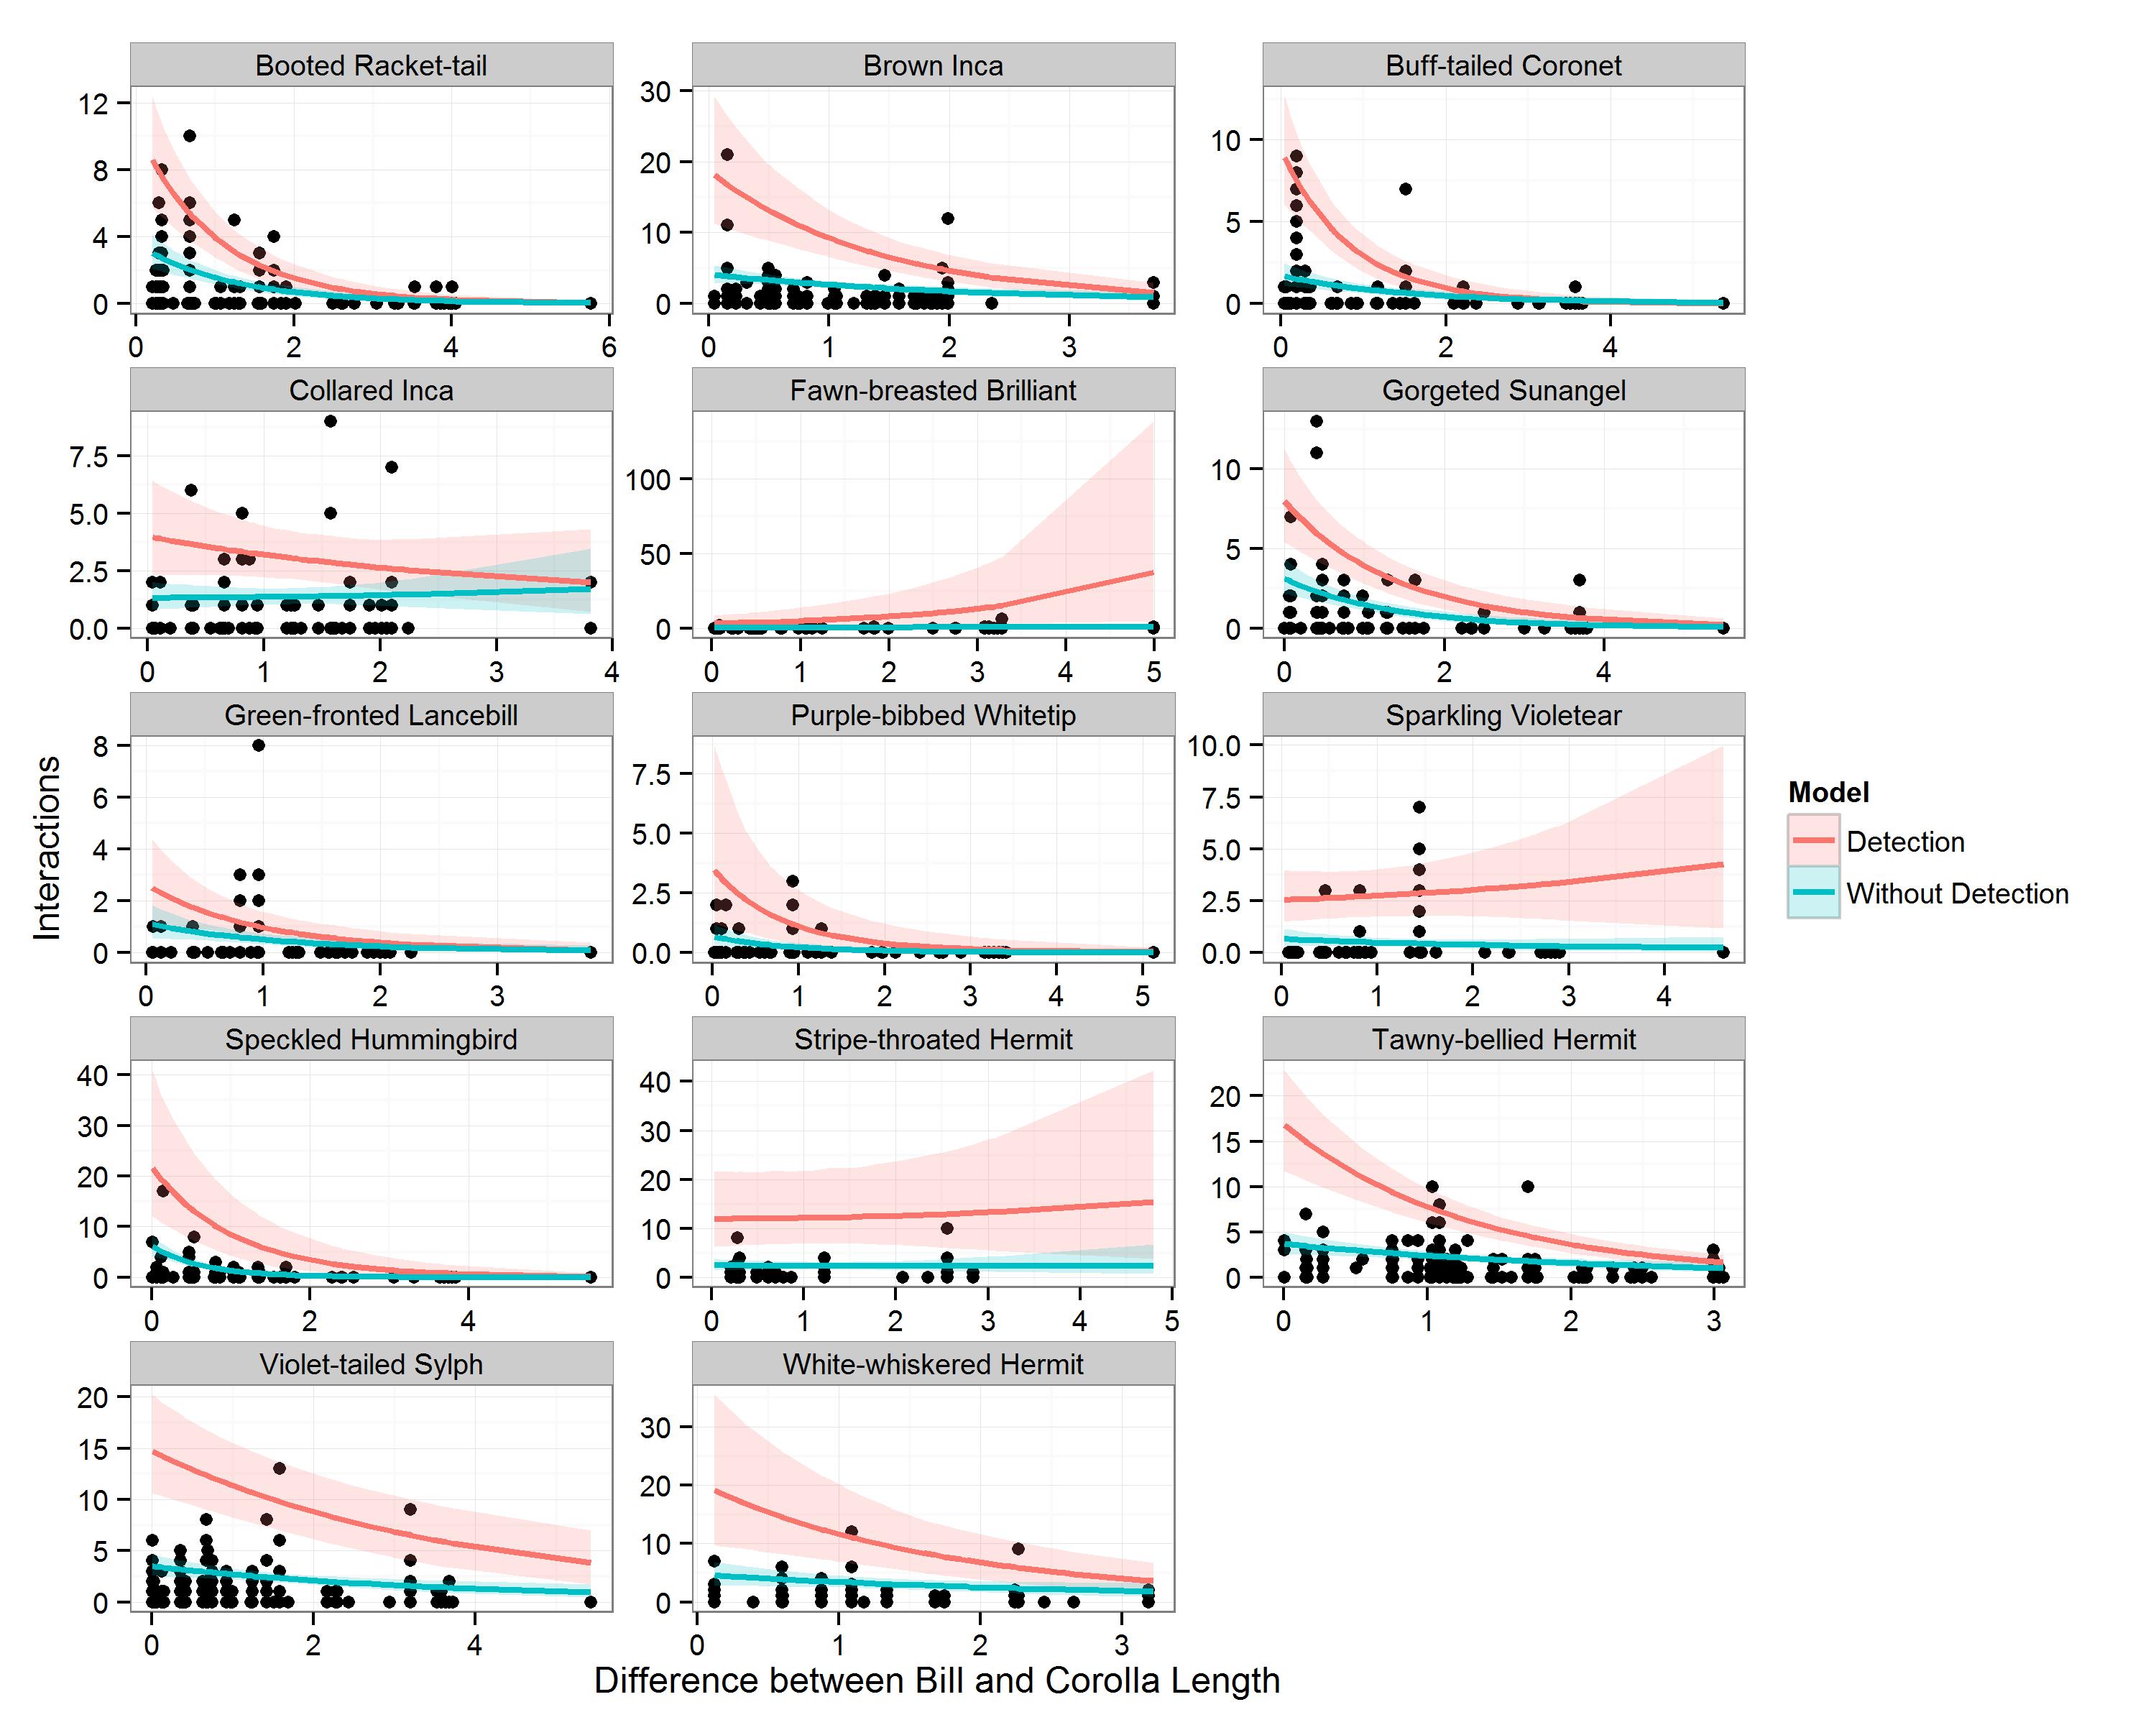 Booted Racket-tail
Brown Inca
Buff-tailed Coronet
12
8
4
0
0 2 4 6
30
20
10
0
0 1 2 3
10
5
0
0 2 4
Collared Inca
Fawn-breasted Brilliant
Gorgeted Sunangel
7.5
5.0
2.5
0.0
0 1 2 3 4
100
50
0
0 1 2 3 4 5
10
5
0
0 2 4
Green-fronted Lancebill
Purple-bibbed Whitetip
Sparkling Violetear
8
6
4
2
0
0 1 2 3
7.5
5.0
2.5
0.0
0 1 2 3 4 5
10.0
7.5
5.0
2.5
0.0
0 1 2 3 4
Speckled Hummingbird
Stripe-throated Hermit
Tawny-bellied Hermit
40
30
20
10
0
0 2 4
40
30
20
10
0
0 1 2 3 4 5
20
15
10
5
0
0 1 2 3
Violet-tailed Sylph
White-whiskered Hermit
20
15
10
5
0
0 2 4
30
20
10
0
0 1 2 3
Interactions
Difference between Bill and Corolla Length
Model
Detection
Without Detection